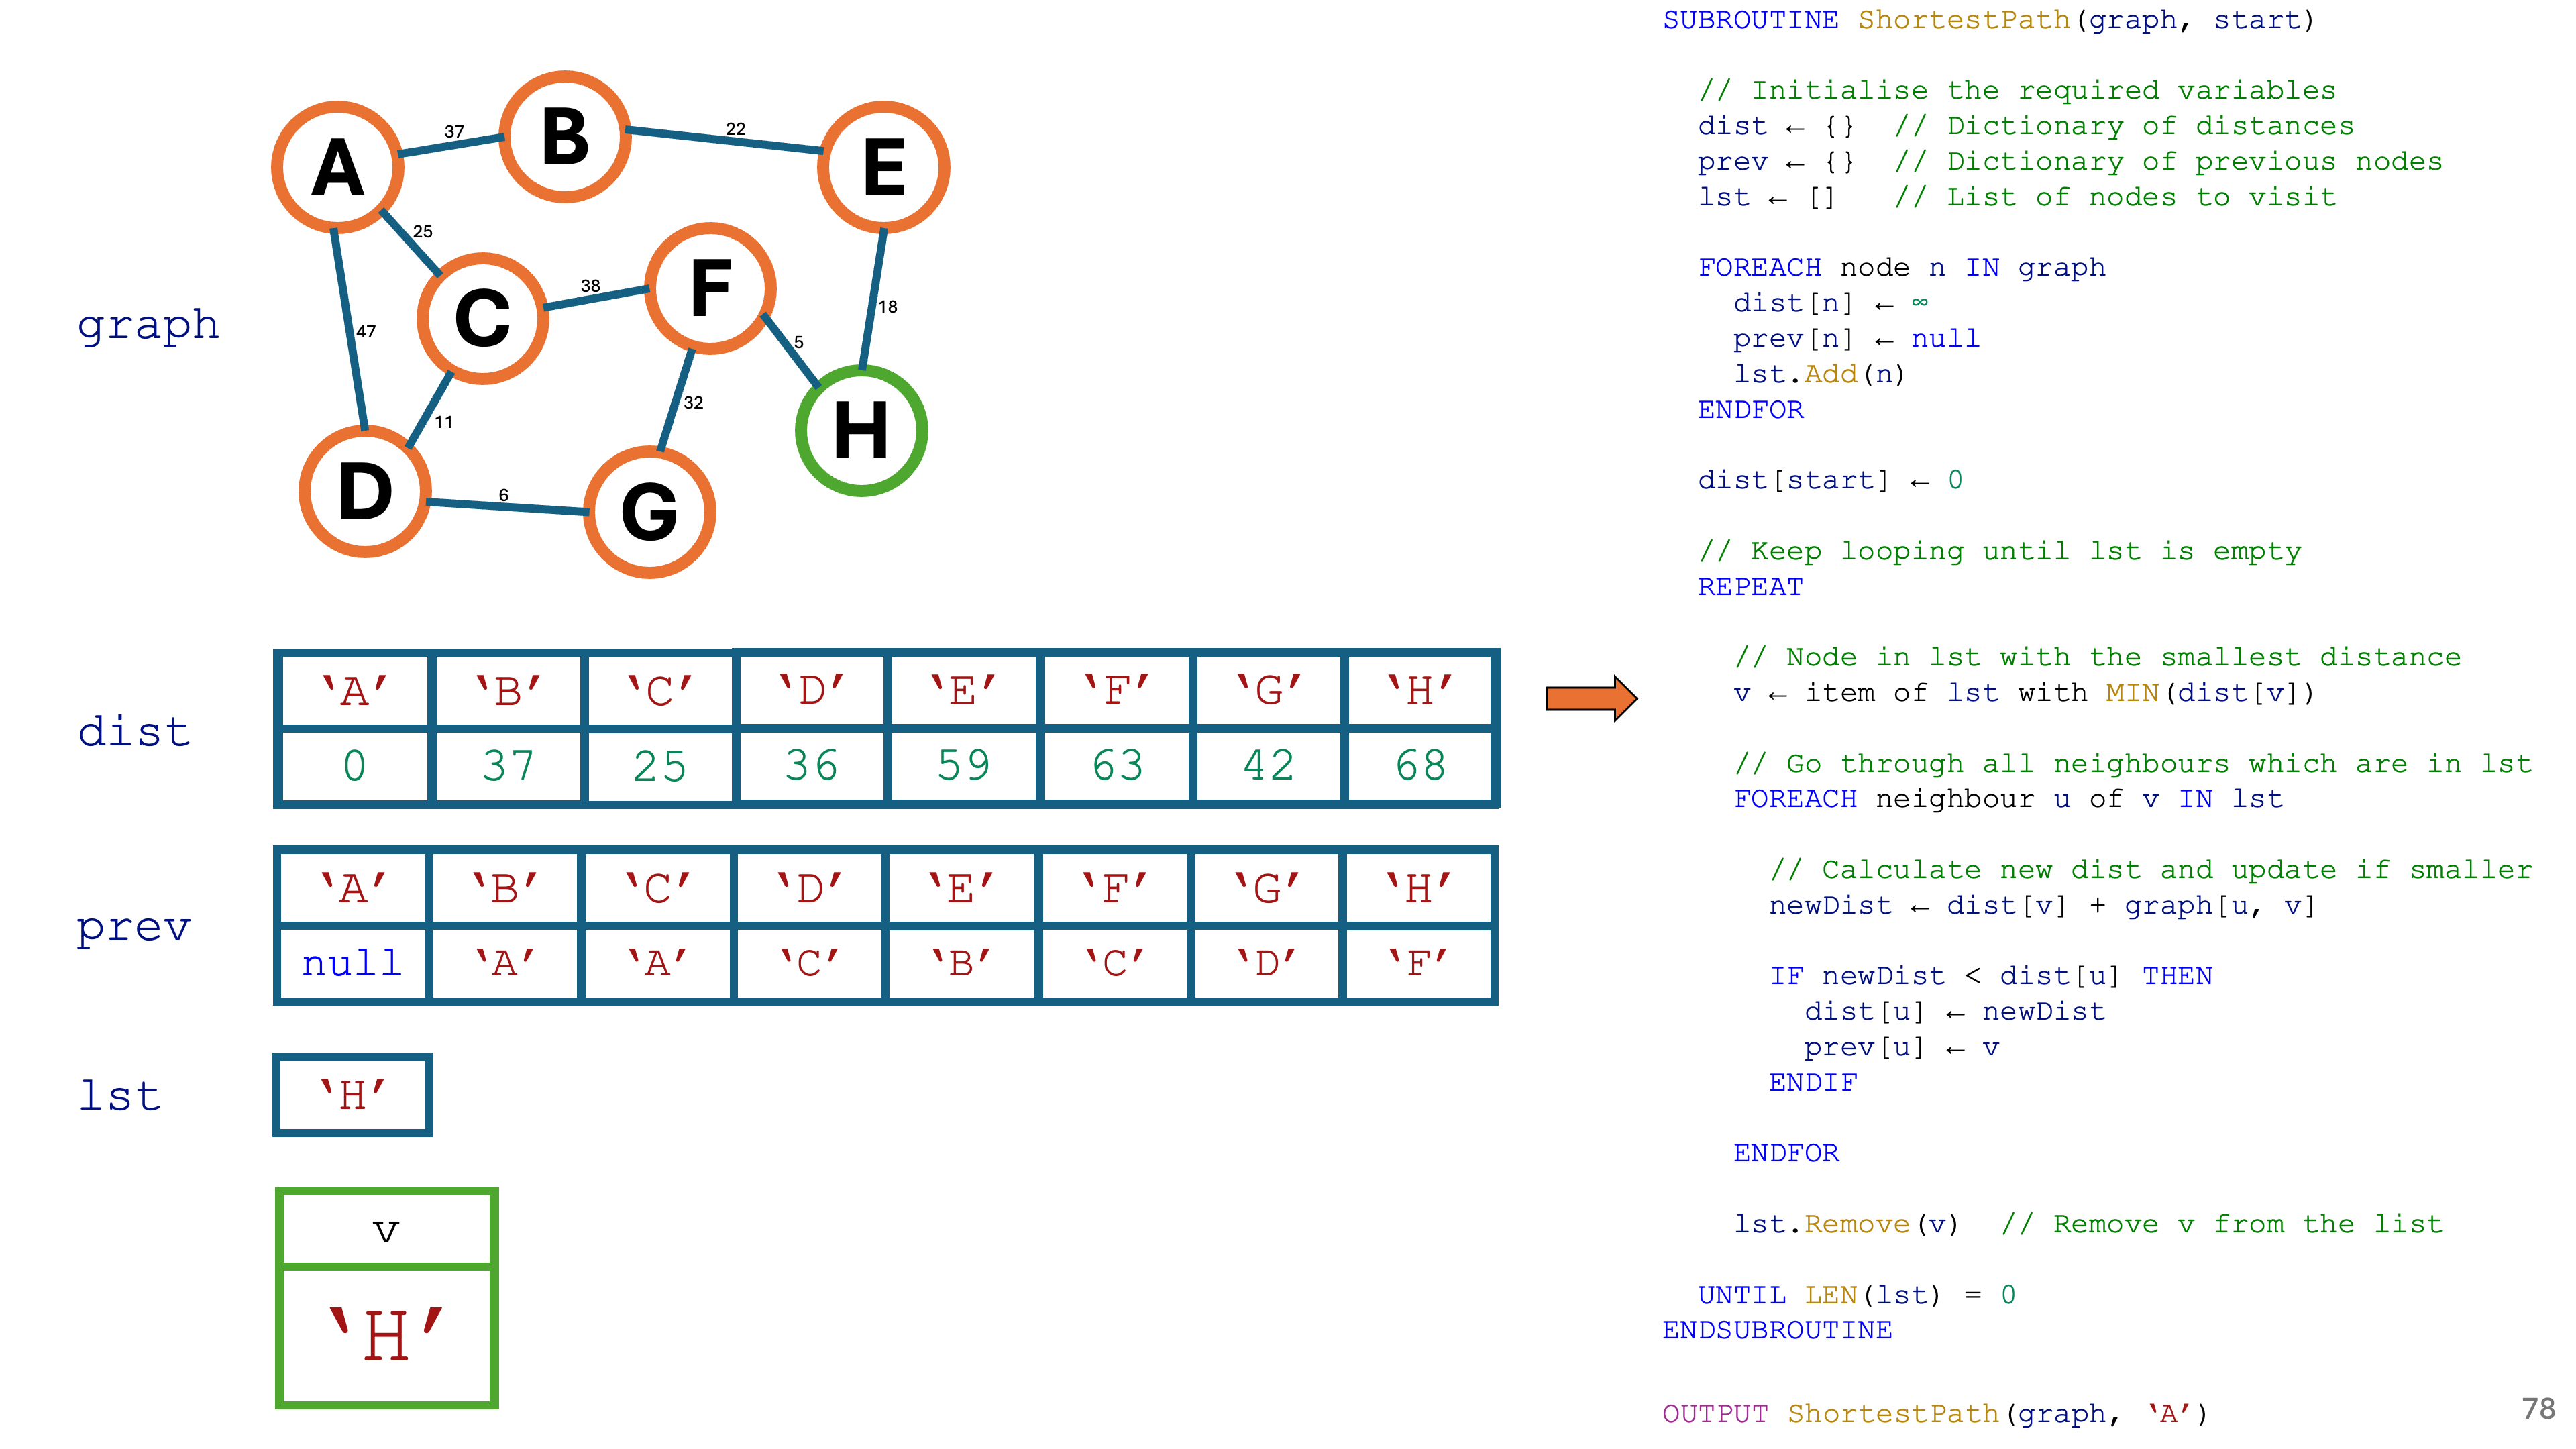 graph
A
B
E
C
F
D
G
H
37
22
25
38
18
47
5
11
32
6
dist
‘A’ ‘B’ ‘C’ ‘D’ ‘E’ ‘F’ ‘G’ ‘H’
0 37 25 36 59 63 42 68
prev
‘A’ ‘B’ ‘C’ ‘D’ ‘E’ ‘F’ ‘G’ ‘H’
null ‘A’ ‘A’ ‘C’ ‘B’ ‘C’ ‘D’ ‘F’
lst
‘H’
v
‘H’
SUBROUTINE ShortestPath(graph, start)
// Initialise the required variables
dist ← {} // Dictionary of distances
prev ← {} // Dictionary of previous nodes
lst ← [] // List of nodes to visit
FOREACH node n IN graph
dist[n] ← ∞
prev[n] ← null
lst.Add(n)
ENDFOR
dist[start] ← 0
// Keep looping until lst is empty
REPEAT
// Node in lst with the smallest distance
v ← item of lst with MIN(dist[v])
// Go through all neighbours which are in lst
FOREACH neighbour u of v IN lst
// Calculate new dist and update if smaller
newDist ← dist[v] + graph[u, v]
IF newDist < dist[u] THEN
dist[u] ← newDist
prev[u] ← v
ENDIF
ENDFOR
lst.Remove(v) // Remove v from the list
UNTIL LEN(lst) = 0
ENDSUBROUTINE
OUTPUT ShortestPath(graph, ‘A’)
78